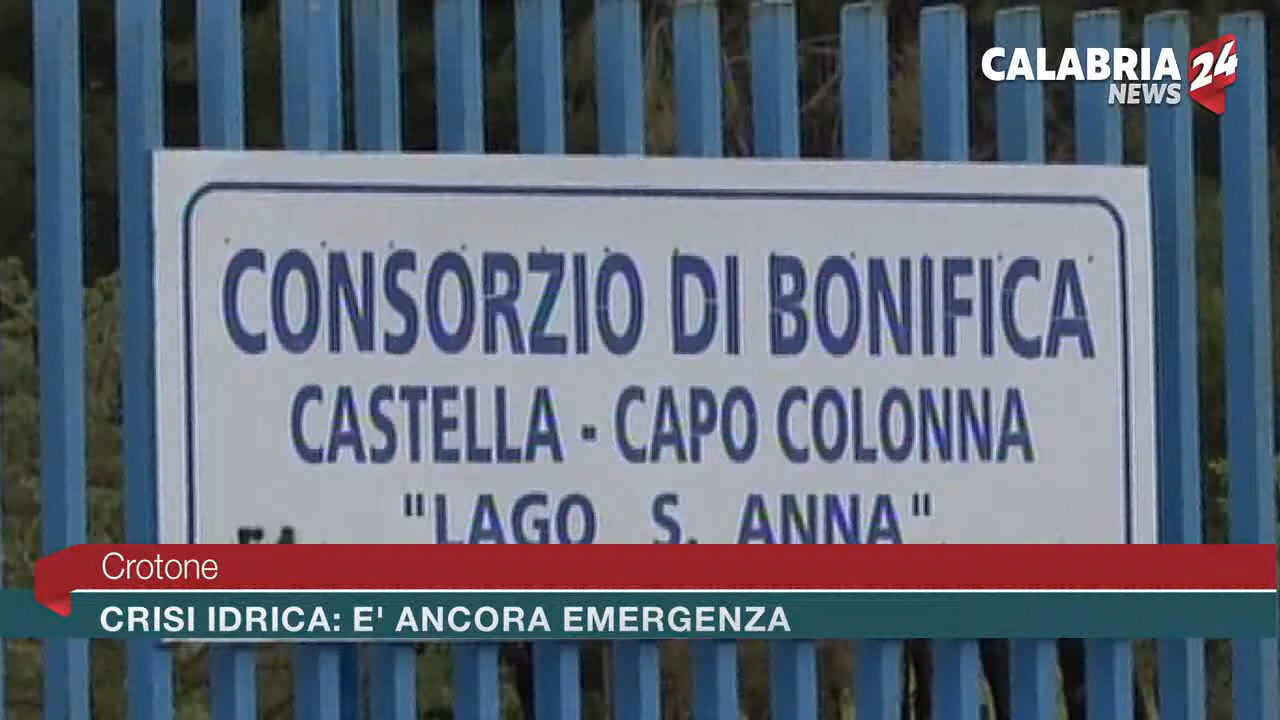 CALABRIA 24
NEWS
CONSORZIO DI BONIFICA
CASTELLA - CAPO COLONNA
"LAGO S. ANNA"
Crotone
CRISI IDRICA: E' ANCORA EMERGENZA